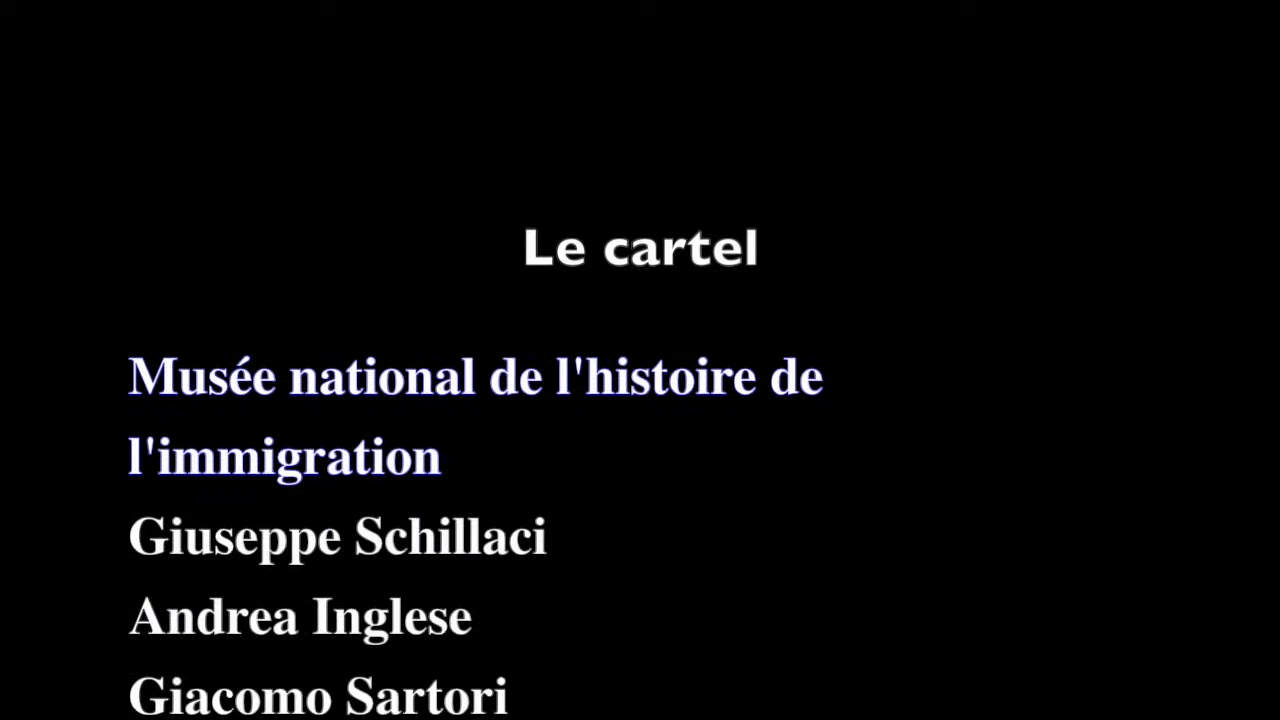 Le cartel
Musée national de l'histoire de
l'immigration
Giuseppe Schillaci
Andrea Inglese
Giacomo Sartori